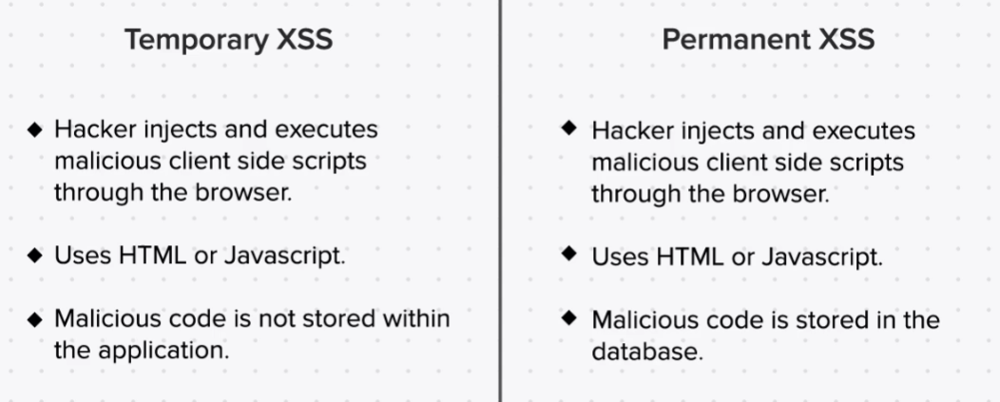 Temporary XSS
◆ Hacker injects and executes
malicious client side scripts
through the browser.
◆ Uses HTML or Javascript.
◆ Malicious code is not stored within
the application.
Permanent XSS
◆ Hacker injects and executes
malicious client side scripts
through the browser.
◆ Uses HTML or Javascript.
◆ Malicious code is stored in the
database.